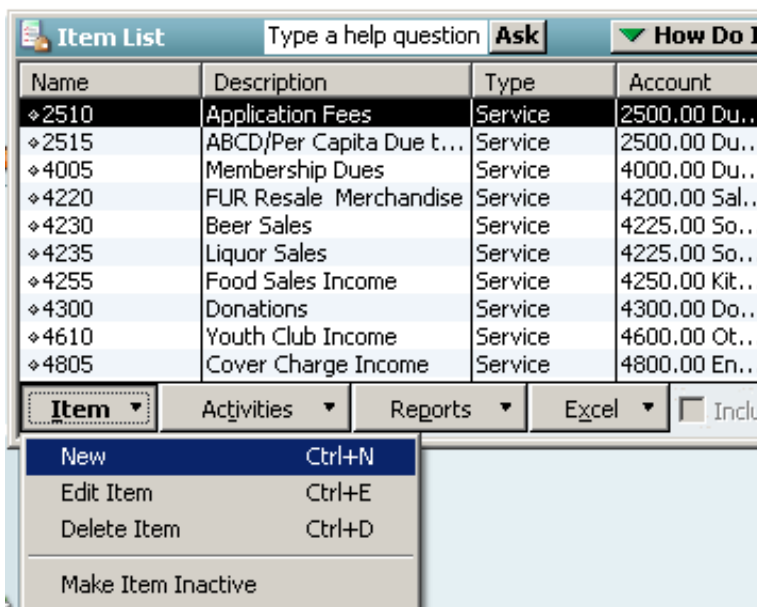 Item List Type a help question Ask How Do I
Name Description Type Account
2510 Application Fees Service 2500.00 Du...
2515 ABCD/Per Capita Due t... Service 2500.00 Du...
4005 Membership Dues Service 4000.00 Du...
4220 FUR Resale Merchandise Service 4200.00 Sal...
4230 Beer Sales Service 4225.00 So...
4235 Liquor Sales Service 4225.00 So...
4255 Food Sales Income Service 4250.00 Kit...
4300 Donations Service 4300.00 Do...
4610 Youth Club Income Service 4600.00 Ot...
4805 Cover Charge Income Service 4800.00 En...
Item Activities Reports Excel Inclu
New Ctrl+N
Edit Item Ctrl+E
Delete Item Ctrl+D
Make Item Inactive